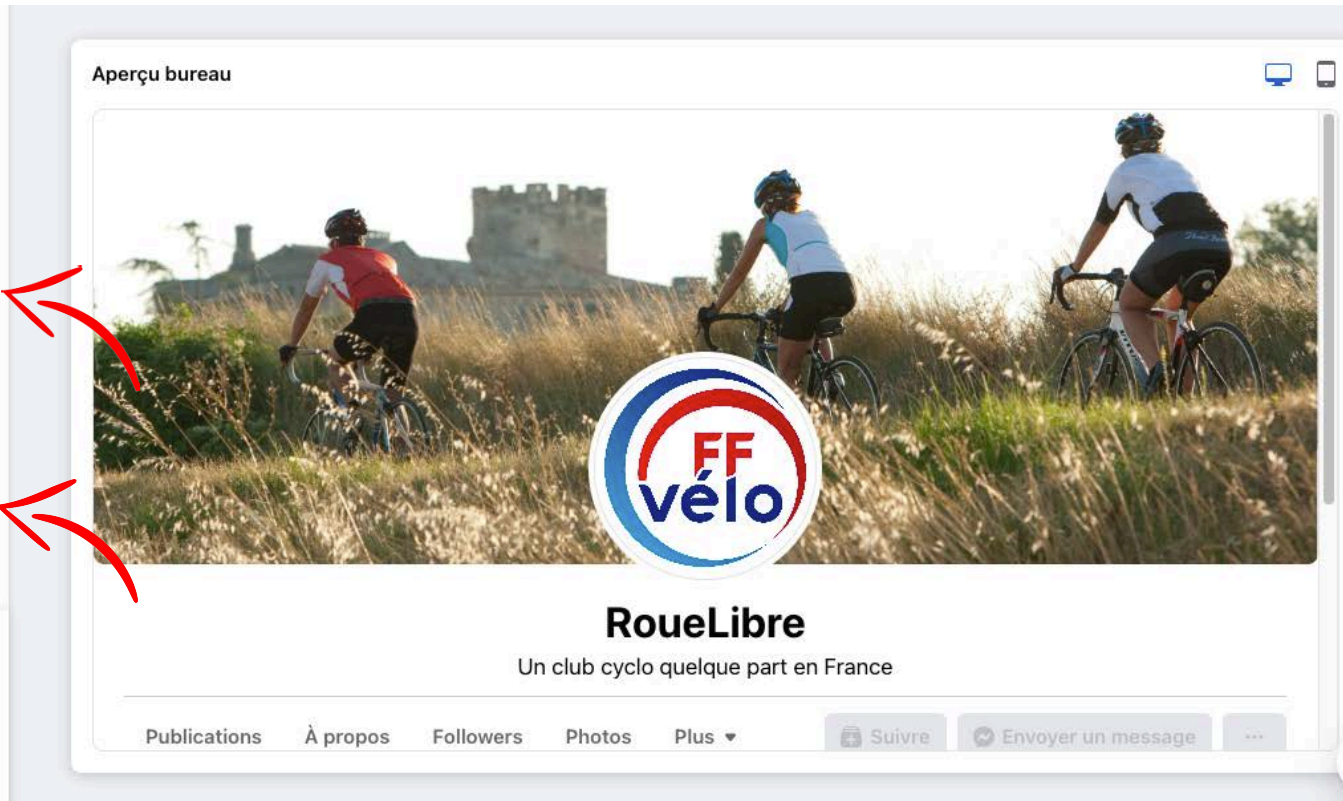 Aperçu bureau
FF
vélo
RoueLibre
Un club cyclo quelque part en France
Publications À propos Followers Photos Plus Suivre Envoyer un message ...